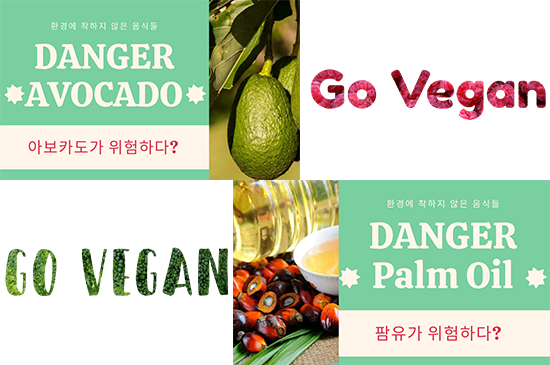 환경에 착하지 않은 음식들
DANGER
AVOCADO
아보카도가 위험하다?
Go Vegan
GO VEGAN
환경에 착하지 않은 음식들
DANGER
Palm Oil
팜유가 위험하다?